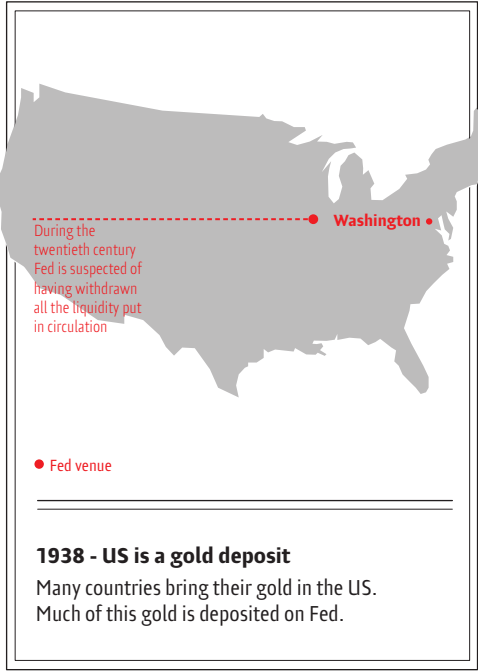 Washington
During the
twentieth century
Fed is suspected of
having withdrawn
all the liquidity put
in circulation
Fed venue
1938 - US is a gold deposit
Many countries bring their gold in the US.
Much of this gold is deposited on Fed.